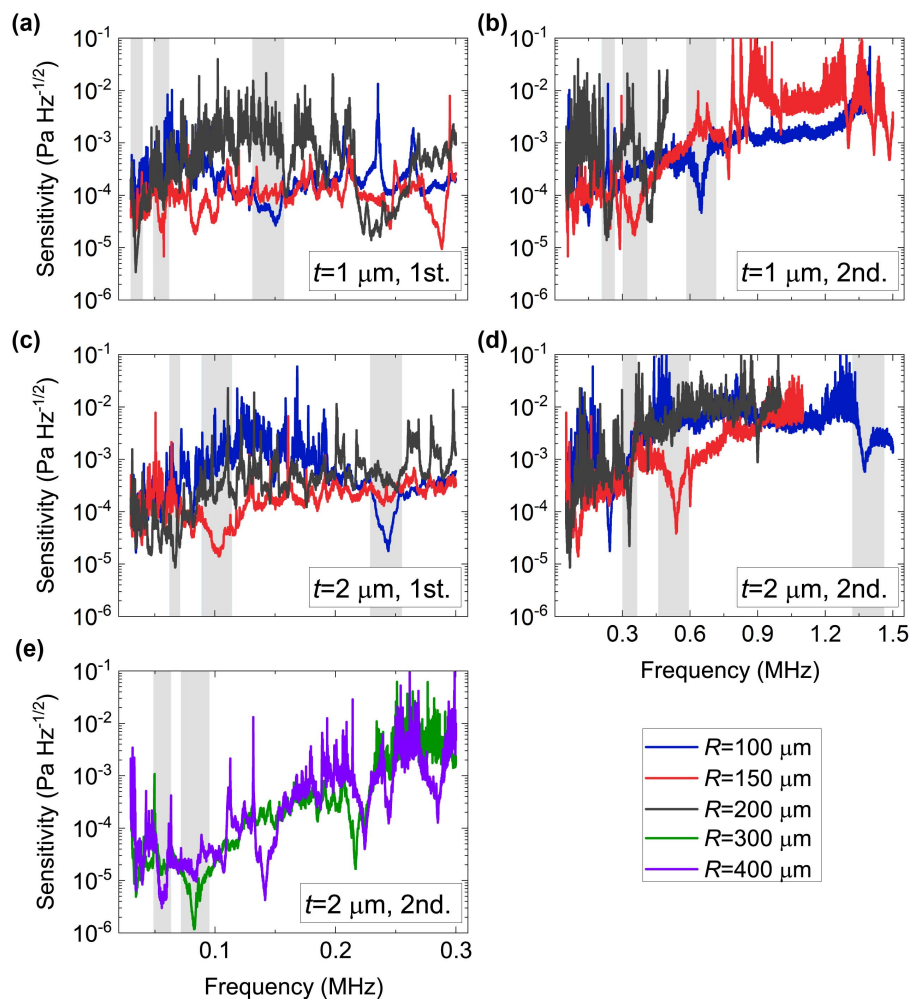 (a)
(b)
10⁻¹
10⁻²
10⁻³
10⁻⁴
10⁻⁵
10⁻⁶
Sensitivity (Pa Hz⁻¹/²)
t=1 μm, 1st.
10⁻¹
10⁻²
10⁻³
10⁻⁴
10⁻⁵
10⁻⁶
t=1 μm, 2nd.
(c)
(d)
10⁻¹
10⁻²
10⁻³
10⁻⁴
10⁻⁵
10⁻⁶
Sensitivity (Pa Hz⁻¹/²)
t=2 μm, 1st.
10⁻¹
10⁻²
10⁻³
10⁻⁴
10⁻⁵
10⁻⁶
t=2 μm, 2nd.
0.3 0.6 0.9 1.2 1.5
Frequency (MHz)
(e)
10⁻¹
10⁻²
10⁻³
10⁻⁴
10⁻⁵
10⁻⁶
Sensitivity (Pa Hz⁻¹/²)
t=2 μm, 2nd.
0.1 0.2 0.3
Frequency (MHz)
R=100 μm
R=150 μm
R=200 μm
R=300 μm
R=400 μm